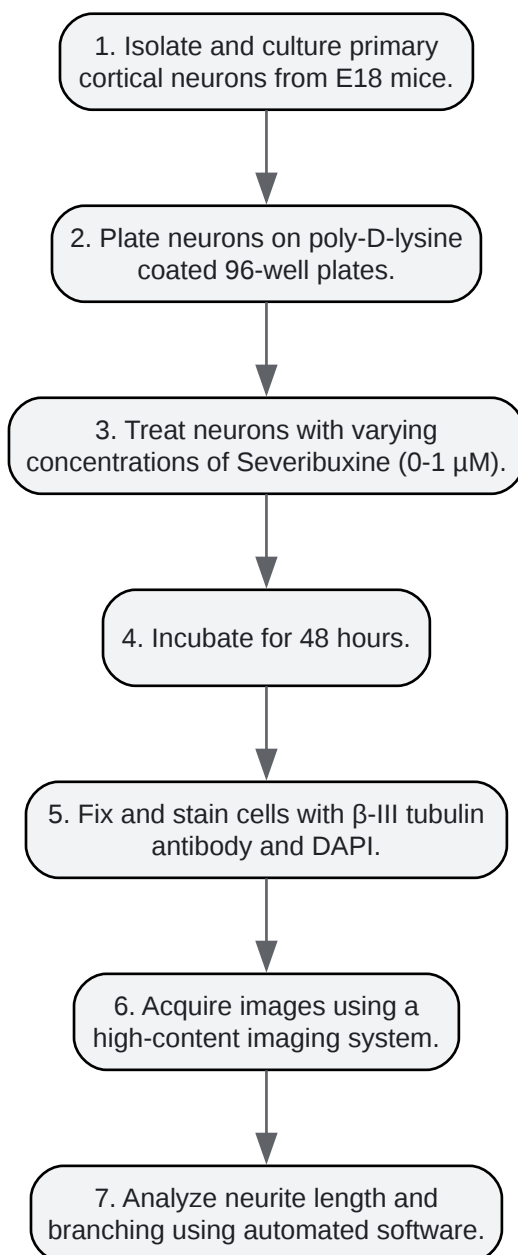 1. Isolate and culture primary
cortical neurons from E18 mice.
2. Plate neurons on poly-D-lysine
coated 96-well plates.
3. Treat neurons with varying
concentrations of Severibuxine (0-1 µM).
4. Incubate for 48 hours.
5. Fix and stain cells with β-III tubulin
antibody and DAPI.
6. Acquire images using a
high-content imaging system.
7. Analyze neurite length and
branching using automated software.